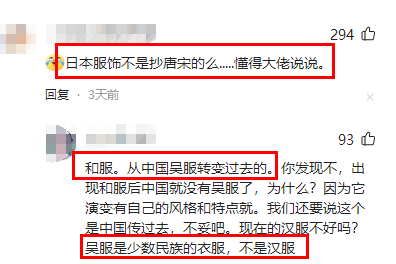 294
日本服饰不是抄唐宋的么.....懂得大佬说说。
回复 · 3天前
×
93
和服。从中国吴服转变过去的。你发现不，出
现和服后中国就没有吴服了，为什么？因为它
演变有自己的风格和特点就。我们还要说这个
是中国传过去，不妥吧。现在的汉服不好吗？
吴服是少数民族的衣服，不是汉服